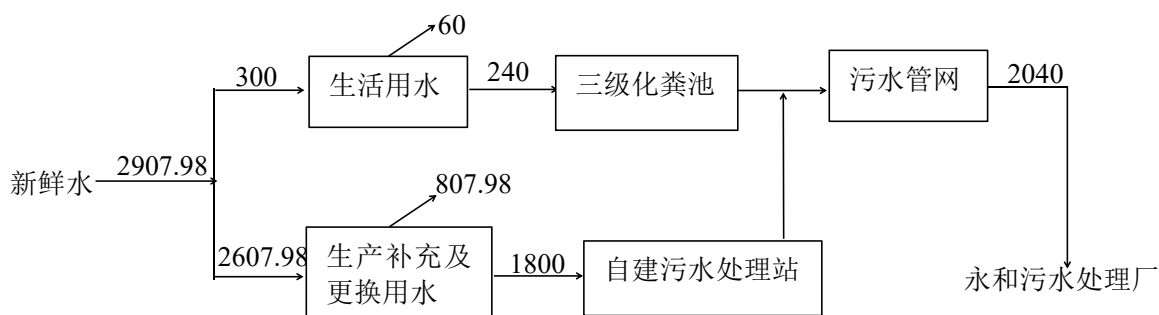 60
300
生活用水
240
三级化粪池
污水管网
2040
新鲜水
2907.98
807.98
2607.98
生产补充及
更换用水
1800
自建污水处理站
永和污水处理厂